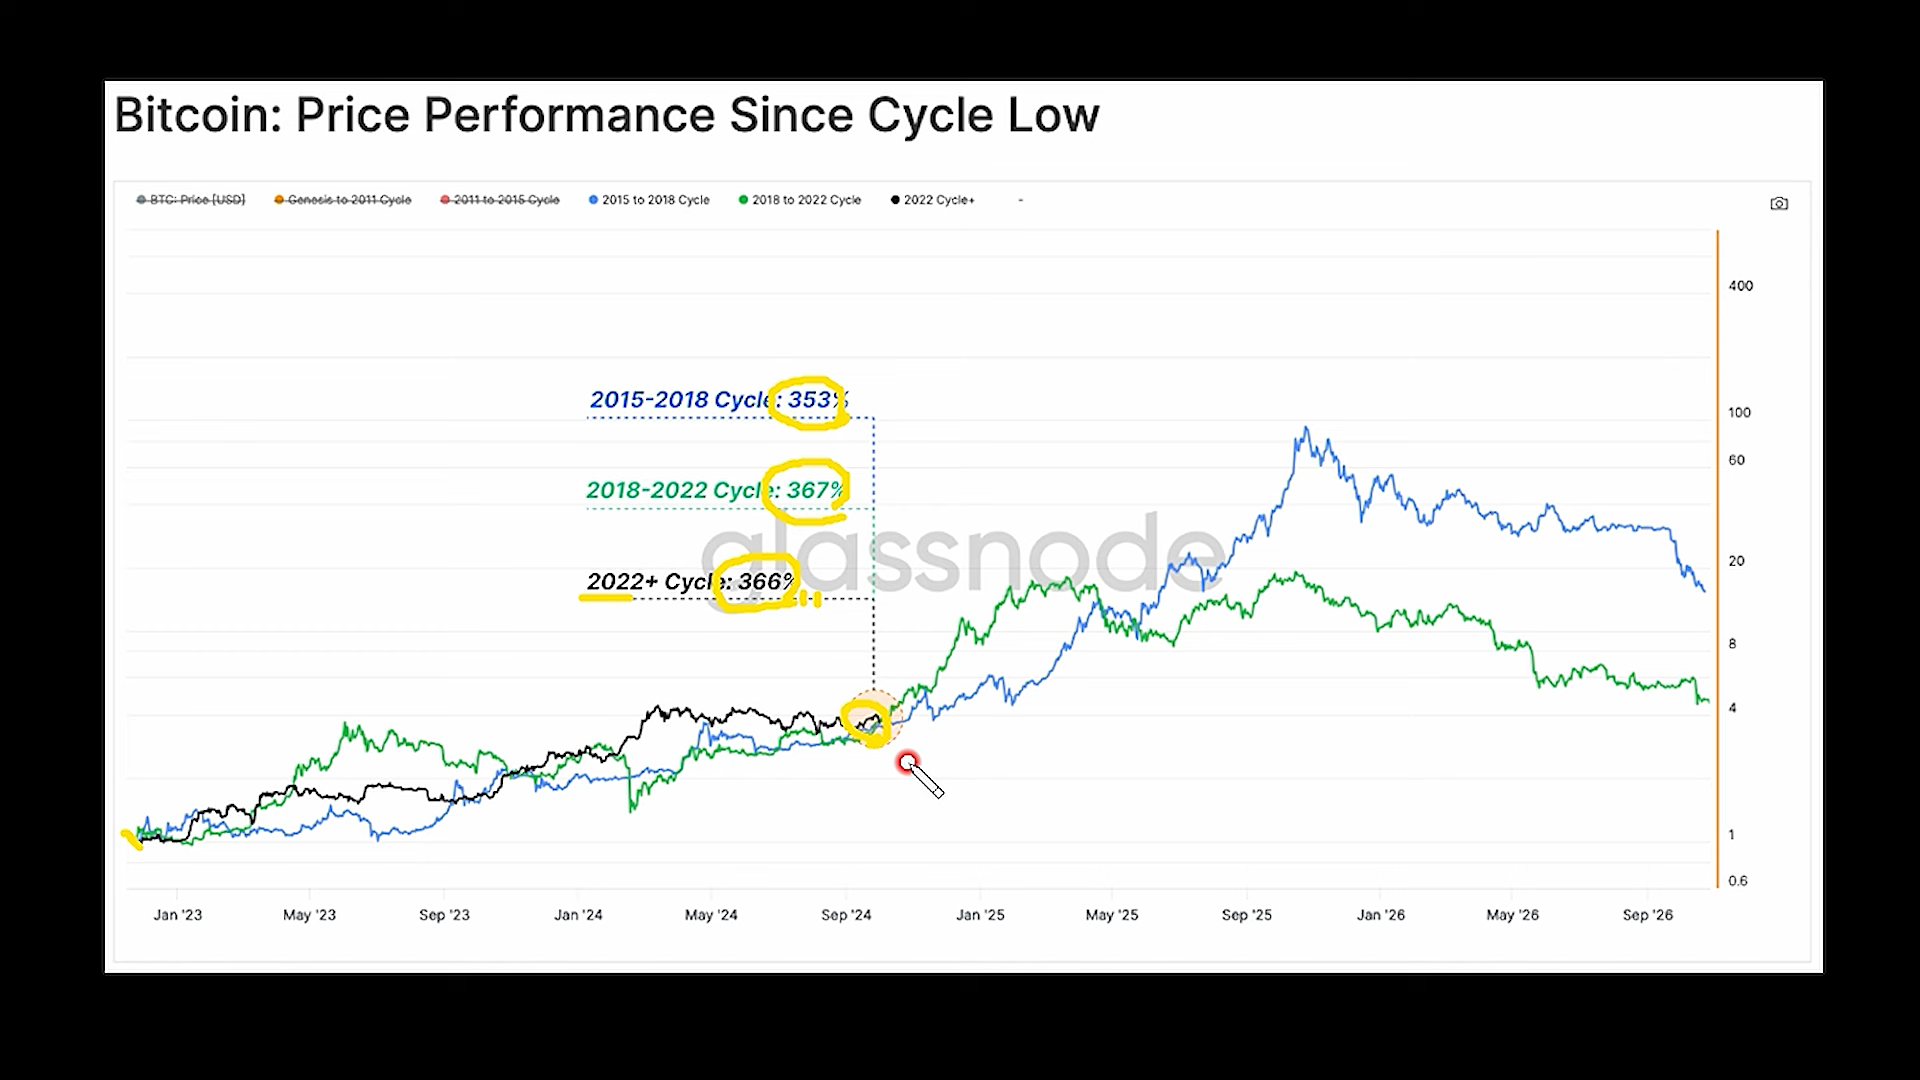 Bitcoin: Price Performance Since Cycle Low
BTC: Price [USD] Genesis to 2011 Cycle 2011 to 2015 Cycle 2015 to 2018 Cycle 2018 to 2022 Cycle 2022 Cycle+ -
400
2015-2018 Cycle: 353%
100
60
2018-2022 Cycle: 367%
glassnode
20
2022+ Cycle: 366%
8
4
1
0.6
Jan '23 May '23 Sep '23 Jan '24 May '24 Sep '24 Jan '25 May '25 Sep '25 Jan '26 May '26 Sep '26